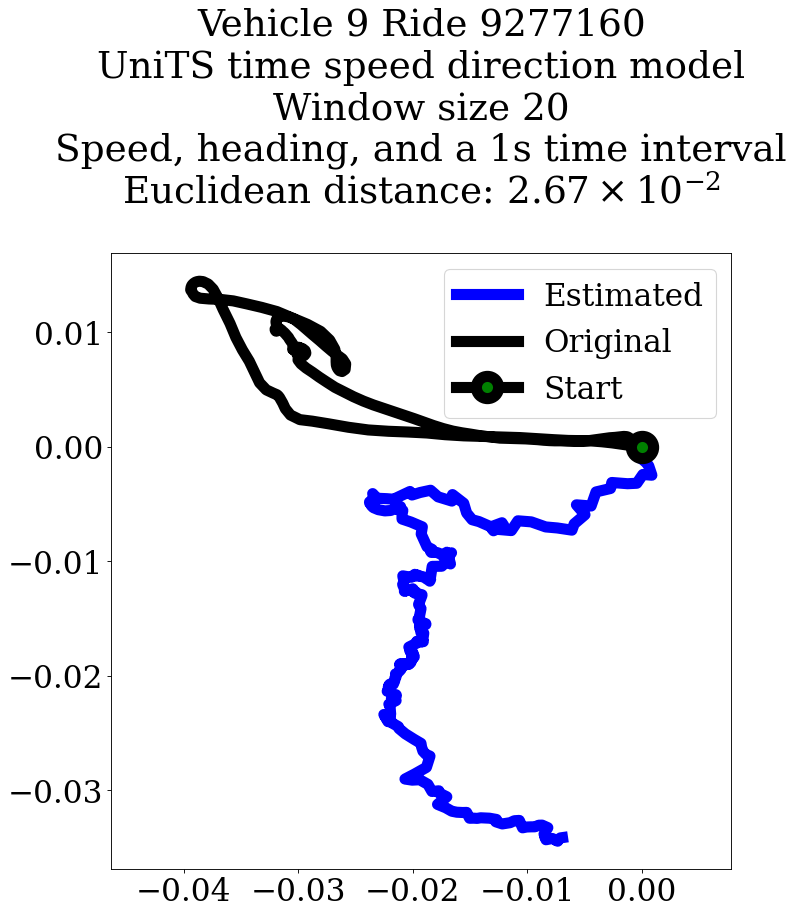 Vehicle 9 Ride 9277160
UniTS time speed direction model
Window size 20
Speed, heading, and a 1s time interval
Euclidean distance: 2.67 × 10⁻²
Estimated
Original
Start
0.01
0.00
−0.01
−0.02
−0.03
−0.04 −0.03 −0.02 −0.01 0.00